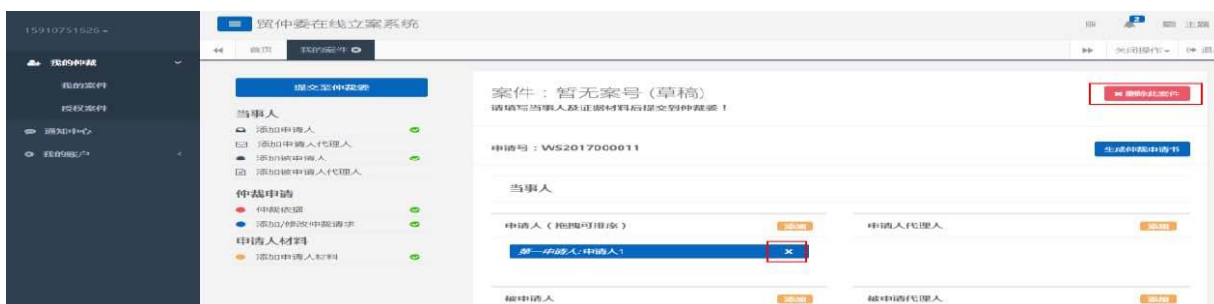 15910751526
贸仲委在线立案系统
2
主题
首页
我的案件
关闭操作
退
我的仲裁
我的案件
授权案件
通知中心
我的账户
提交至仲裁委
当事人
添加申请人
添加申请人代理人
添加被申请人
添加被申请人代理人
仲裁申请
仲裁依据
添加/修改仲裁请求
申请人材料
添加申请人材料
案件：暂无案号 (草稿)
删除此案件
请填写当事人及证据材料后提交到仲裁委！
申请号：WS2017000011
生成仲裁申请书
当事人
申请人 ( 拖拽可排序 )
添加
申请人代理人
添加
第一申请人:申请人1
被申请人
添加
被申请代理人
添加